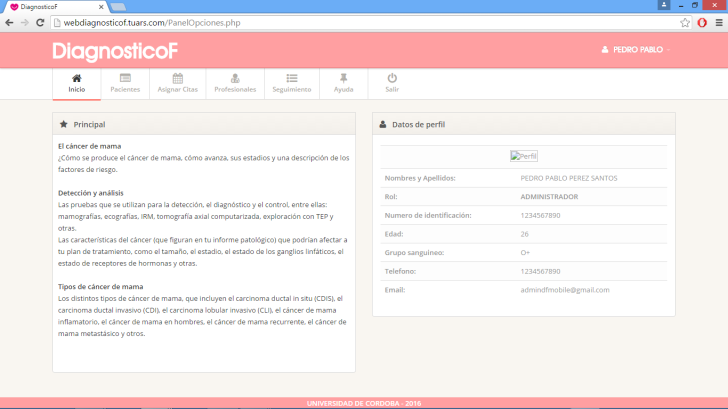 DiagnosticoF
webdiagnosticof.tuars.com/PanelOpciones.php
DiagnosticoF
PEDRO PABLO
Inicio
Pacientes
Asignar Citas
Profesionales
Seguimiento
Ayuda
Salir
Principal
El cáncer de mama
¿Cómo se produce el cáncer de mama, cómo avanza, sus estadios y una descripción de los
factores de riesgo.
Detección y análisis
Las pruebas que se utilizan para la detección, el diagnóstico y el control, entre ellas:
mamografías, ecografías, IRM, tomografía axial computarizada, exploración con TEP y
otras.
Las características del cáncer (que figuran en tu informe patológico) que podrían afectar a
tu plan de tratamiento, como el tamaño, el estadio, el estado de los ganglios linfáticos, el
estado de receptores de hormonas y otras.
Tipos de cáncer de mama
Los distintos tipos de cáncer de mama, que incluyen el carcinoma ductal in situ (CDIS), el
carcinoma ductal invasivo (CDI), el carcinoma lobular invasivo (CLI), el cáncer de mama
inflamatorio, el cáncer de mama en hombres, el cáncer de mama recurrente, el cáncer de
mama metastásico y otros.
Datos de perfil
Perfil
Nombres y Apellidos: PEDRO PABLO PEREZ SANTOS
Rol: ADMINISTRADOR
Numero de identificación: 1234567890
Edad: 26
Grupo sanguineo: O+
Telefono: 1234567890
Email: admindfmobile@gmail.com
UNIVERSIDAD DE CORDOBA - 2016